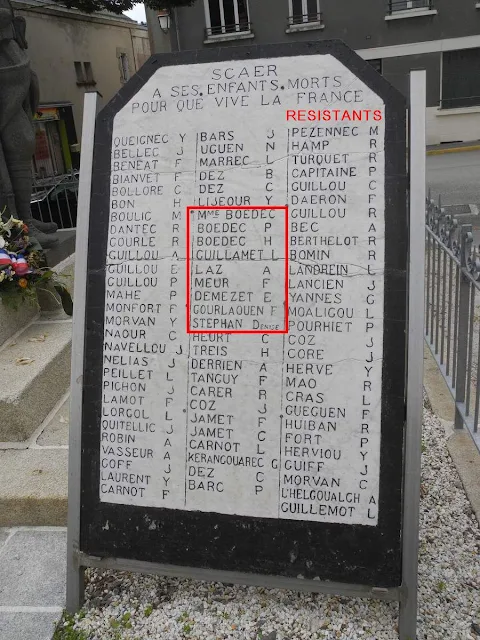 SCAER
A SES ENFANTS MORTS
POUR QUE VIVE LA FRANCE
RESISTANTS
QUEIGNEC Y
BELLEC J
BENEAT F
BIANVET F
BOLLORE C
BON H
BOULIC M
DANTEC R
COURLE R
GUILLOU A
GUILLOU E
GUILLOU P
MAHE P
MONFORT F
MORVAN Y
NAOUR C
NAVELLOU J
NELIAS J
PEILLET L
PICHON J
LAMOT F
LORGOL L
QUITELLIC J
ROBIN A
VASSEUR A
GOFF J
LAURENT Y
CARNOT F
BARS J
UGUEN N
MARREC L
DEZ B
DEZ C
LIJEOUR Y
MME BOEDEC
BOEDEC P
BOEDEC H
GUILLAMET L
LAZ A
MEUR F
DEMEZET E
GOURLAOUEN F
STEPHAN DENISE
HEURT C
TREIS H
DERRIEN A
TANGUY F
CARER R
COZ J
JAMET F
JAMET C
CARNOT L
KERANGOUAREC G
DEZ C
BARC P
PEZENNEC M
HAMP R
TURQUET R
CAPITAINE P
GUILLOU C
DAERON F
GUILLOU R
BEC A
BERTHELOT R
BOMIN R
LANDREIN L
LANCIEN J
YANNES G
MOALIGOU L
POURHIET P
COZ J
CORE J
HERVE Y
MAO R
CRAS L
GUEGUEN F
HUIBAN R
FORT P
HERVIOU Y
GUIFF J
MORVAN C
L'HELGOUALCH A
GUILLEMOT L